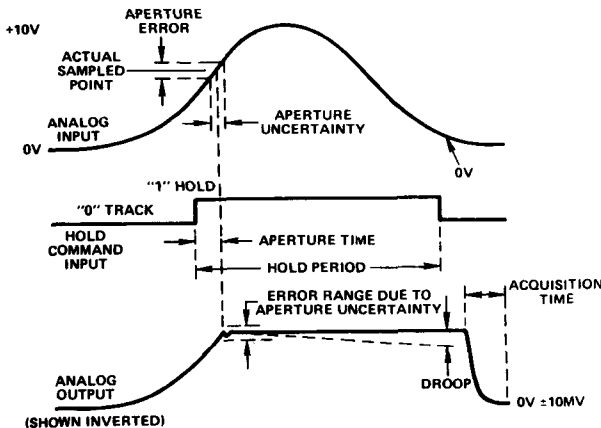 APERTURE
ERROR
+10V
ACTUAL
SAMPLED
POINT
ANALOG
INPUT
APERTURE
UNCERTAINTY
0V
0V
"1" HOLD
"0" TRACK
HOLD
COMMAND
INPUT
APERTURE TIME
HOLD PERIOD
ACQUISITION
TIME
ERROR RANGE DUE TO
APERTURE UNCERTAINTY
DROOP
ANALOG
OUTPUT
(SHOWN INVERTED)
0V ±10MV